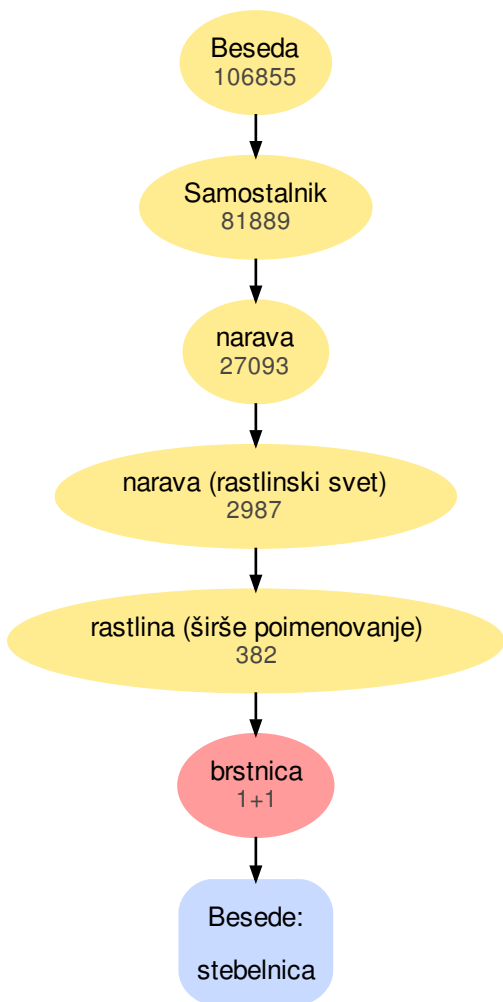 Beseda
106855
Samostalnik
81889
narava
27093
narava (rastlinski svet)
2987
rastlina (širše poimenovanje)
382
brstnica
1+1
Besede:
stebelnica